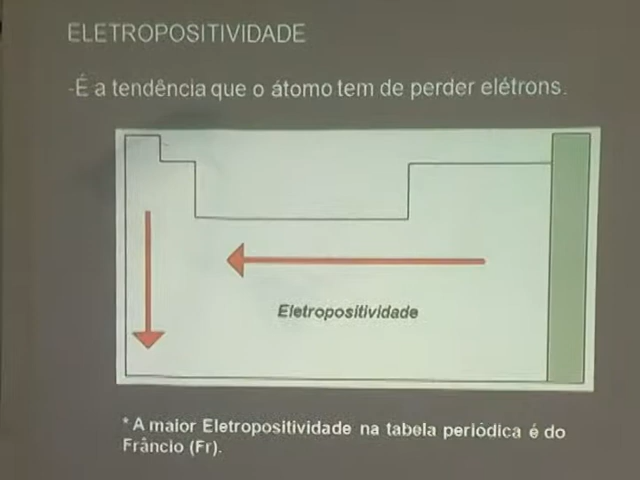 ELETROPOSITIVIDADE
-É a tendência que o átomo tem de perder elétrons.
Eletropositividade
* A maior Eletropositividade na tabela periódica é do
Frâncio (Fr).